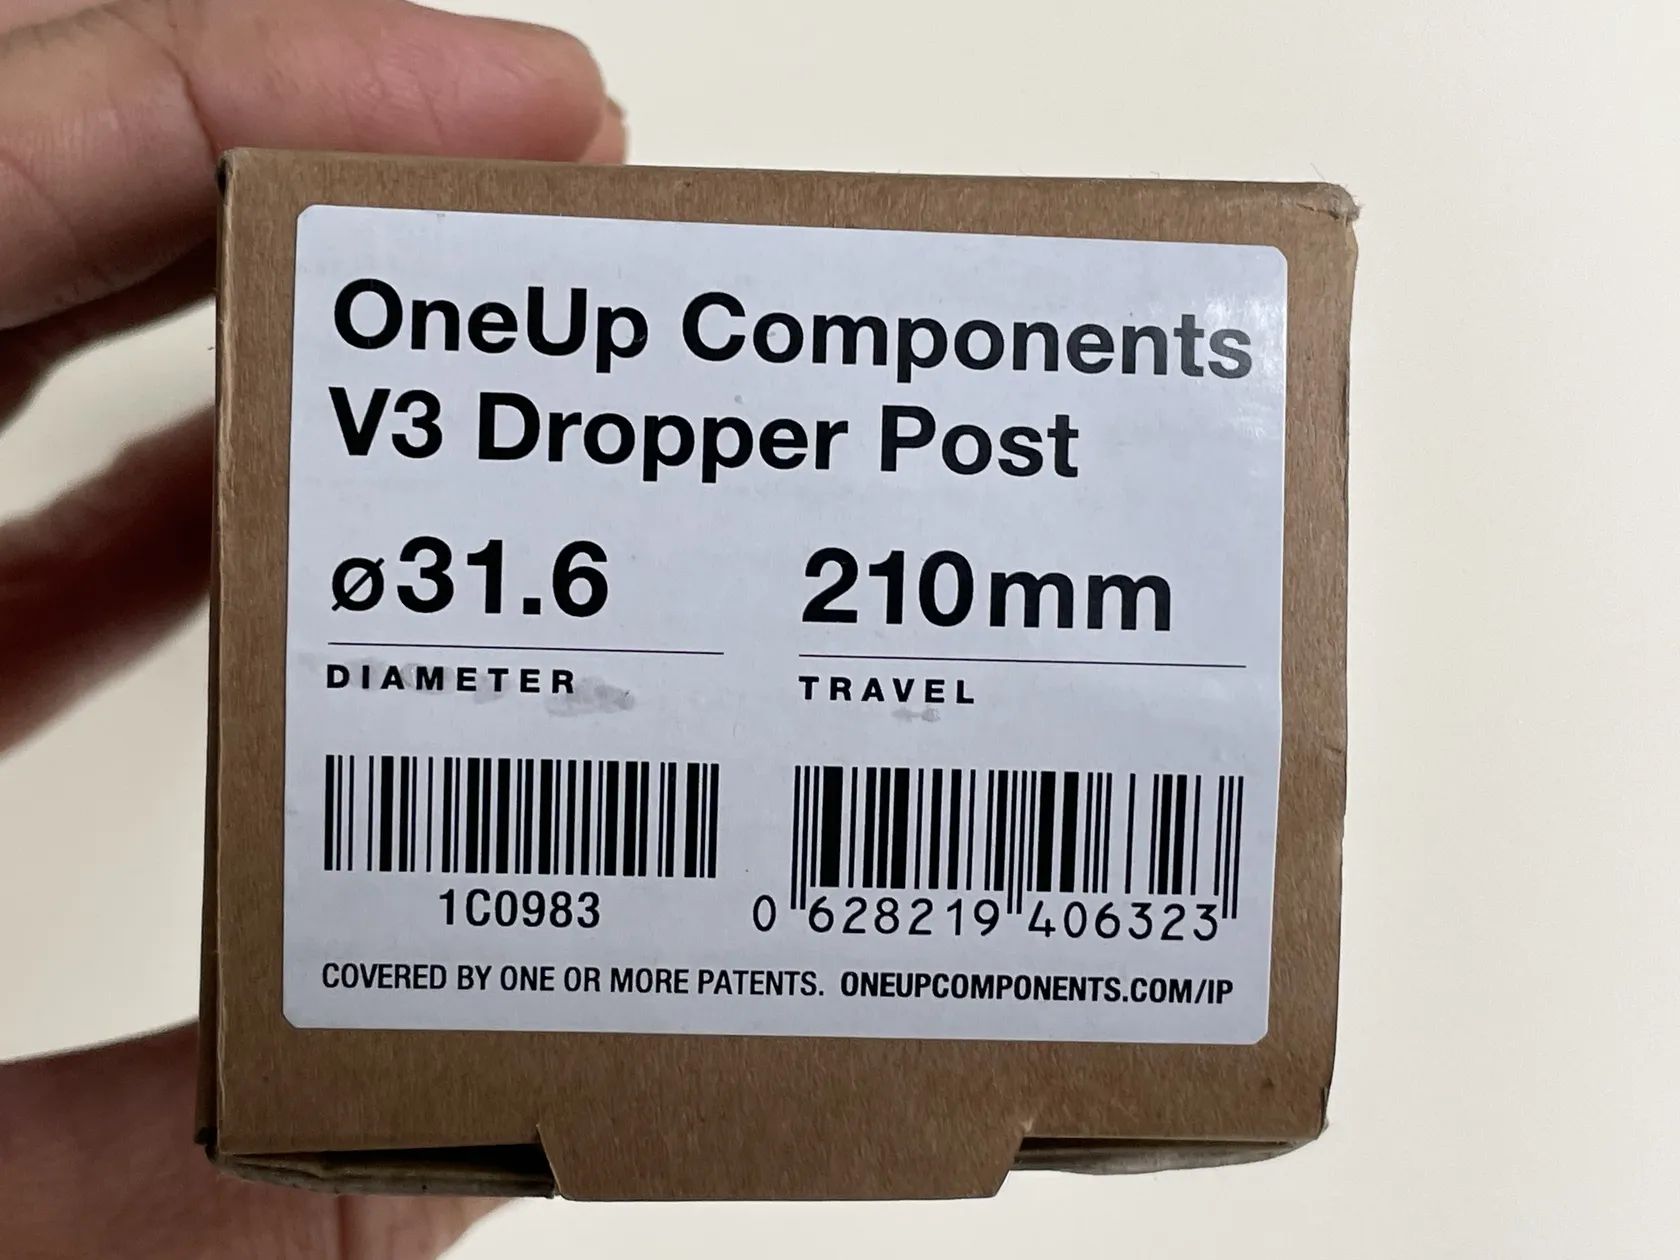 OneUp Components
V3 Dropper Post
ø31.6
DIAMETER
210mm
TRAVEL
1C0983
0 628219 406323
COVERED BY ONE OR MORE PATENTS. ONEUPCOMPONENTS.COM/IP